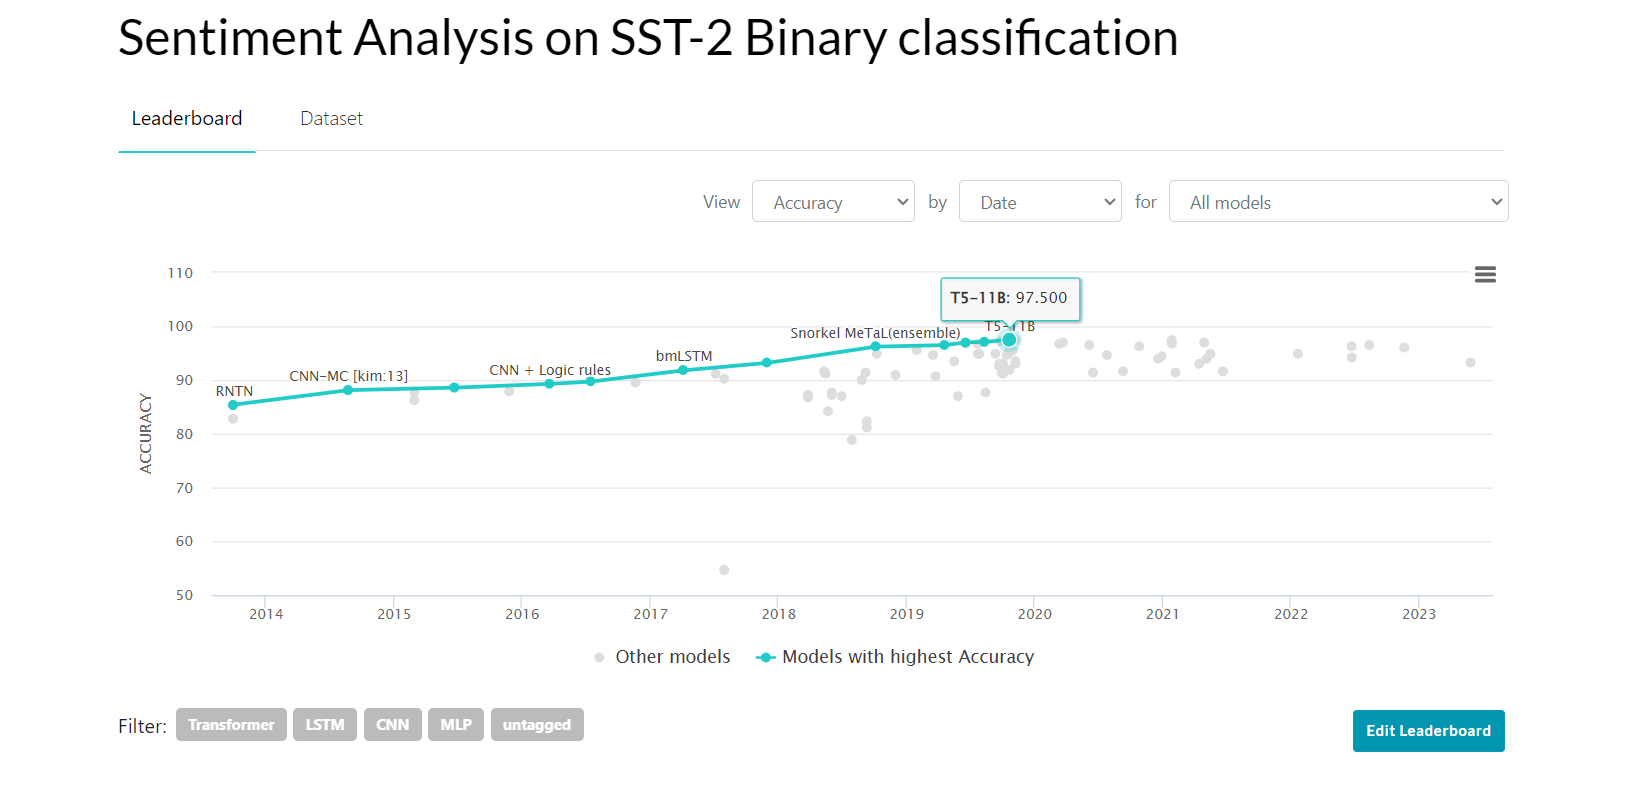 Sentiment Analysis on SST-2 Binary classification
Leaderboard Dataset
View Accuracy by Date for All models
110
100
90
80
70
60
50
ACCURACY
RNTN
CNN-MC [kim:13]
CNN + Logic rules
bmLSTM
Snorkel MeTaL(ensemble)
T5-11B
T5-11B: 97.500
2014 2015 2016 2017 2018 2019 2020 2021 2022 2023
Other models Models with highest Accuracy
Filter: Transformer LSTM CNN MLP untagged
Edit Leaderboard